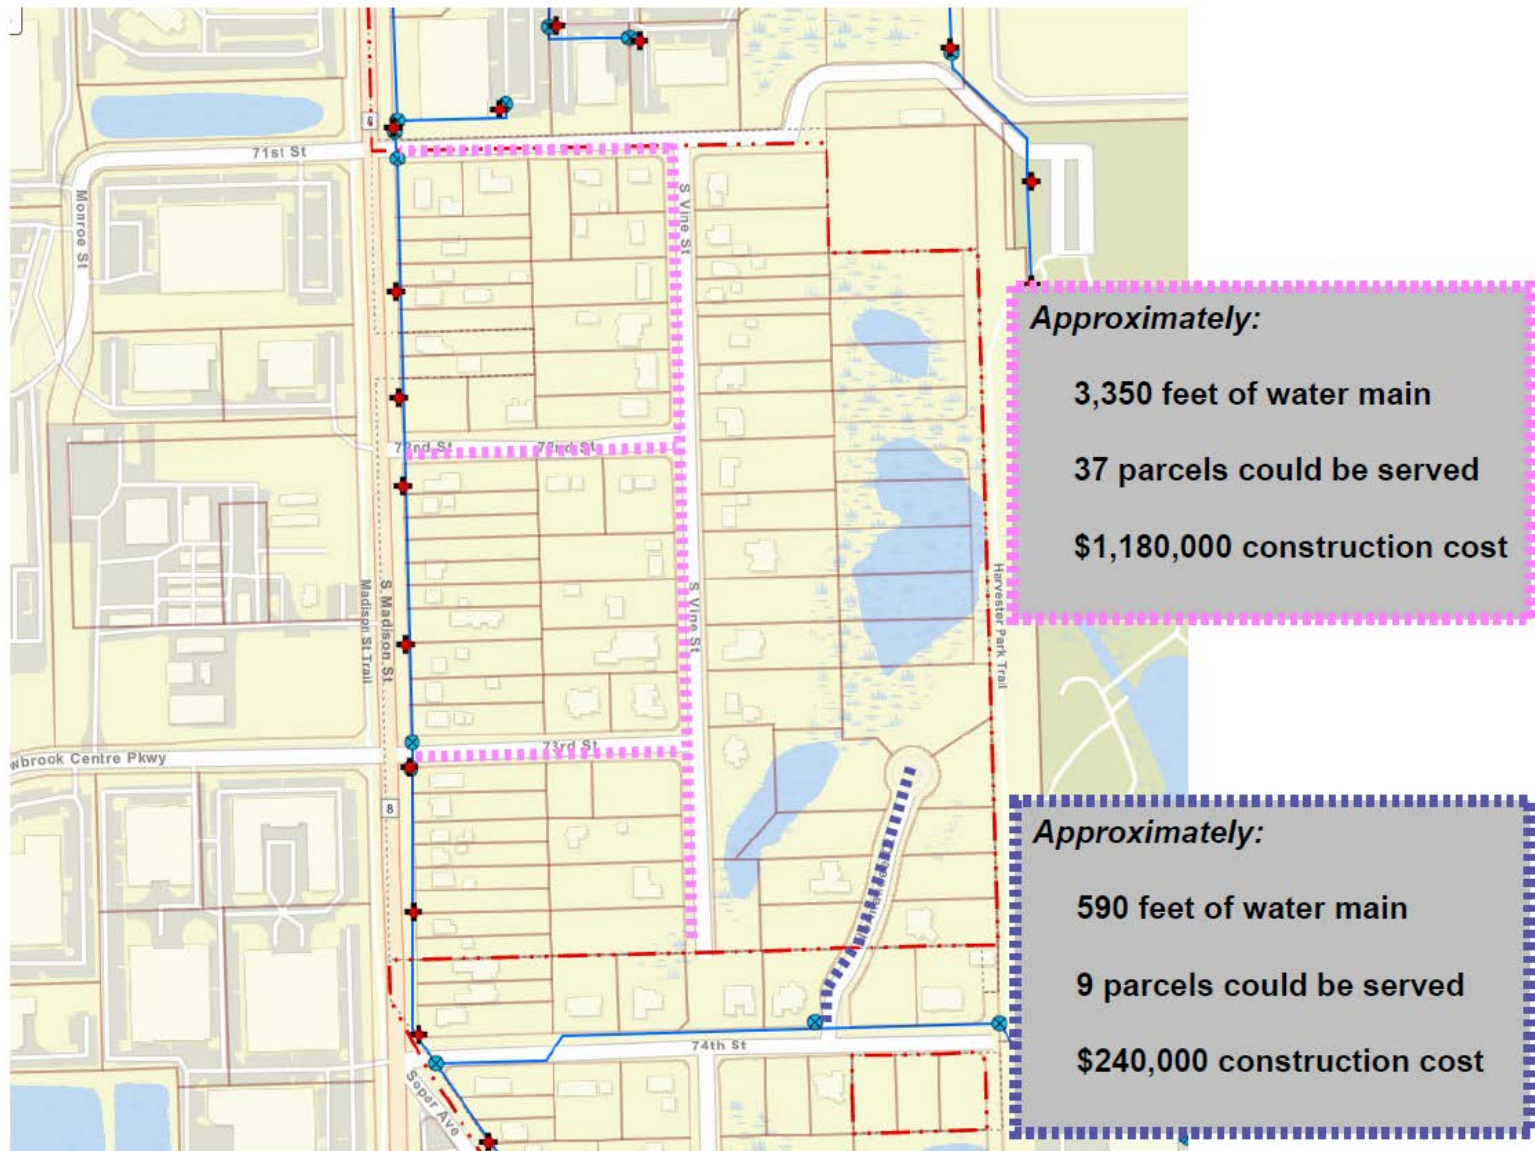 8
71st St
Monroe St
S Vine St
Approximately:
3,350 feet of water main
37 parcels could be served
$1,180,000 construction cost
72nd St
72nd St
Madison St Trail
S Madison St
S Vine St
Harvester Park Trail
73rd St
wbrook Centre Pkwy
8
Approximately:
590 feet of water main
9 parcels could be served
$240,000 construction cost
74th St
Soper Ave